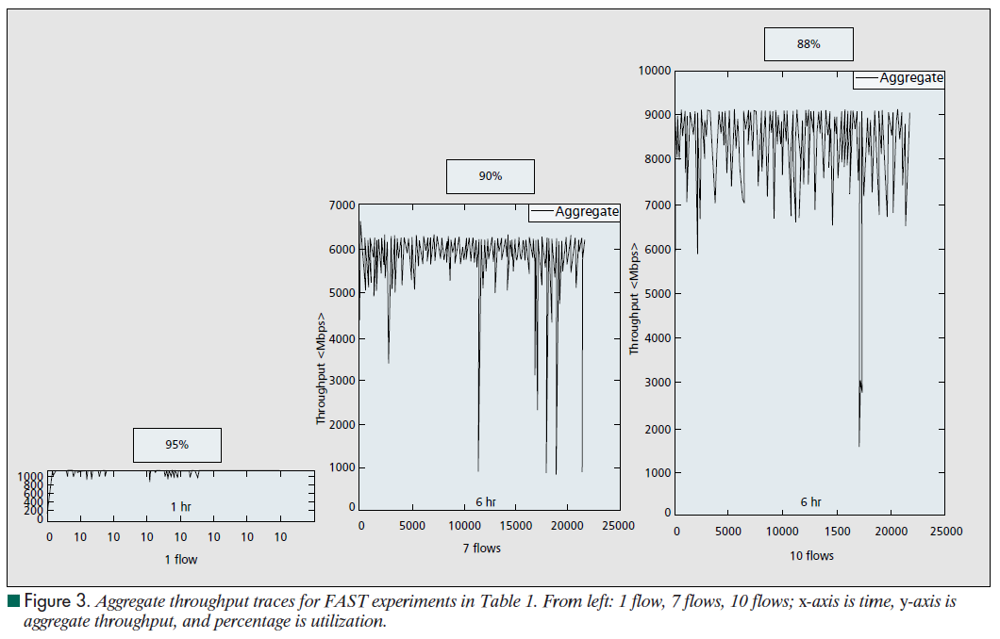 88%
10000
Aggregate
9000
8000
7000
6000
5000
4000
3000
2000
1000
0
Throughput <Mbps>
6 hr
0 5000 10000 1500 20000 25000
10 flows
90%
7000
Aggregate
6000
5000
4000
3000
2000
1000
0
Throughput <Mbps>
6 hr
0 5000 10000 15000 20000 25000
7 flows
95%
1000
800
600
400
200
0
1 hr
0 10 10 10 10 10 10 10
1 flow
Figure 3. Aggregate throughput traces for FAST experiments in Table 1. From left: 1 flow, 7 flows, 10 flows; x-axis is time, y-axis is
aggregate throughput, and percentage is utilization.